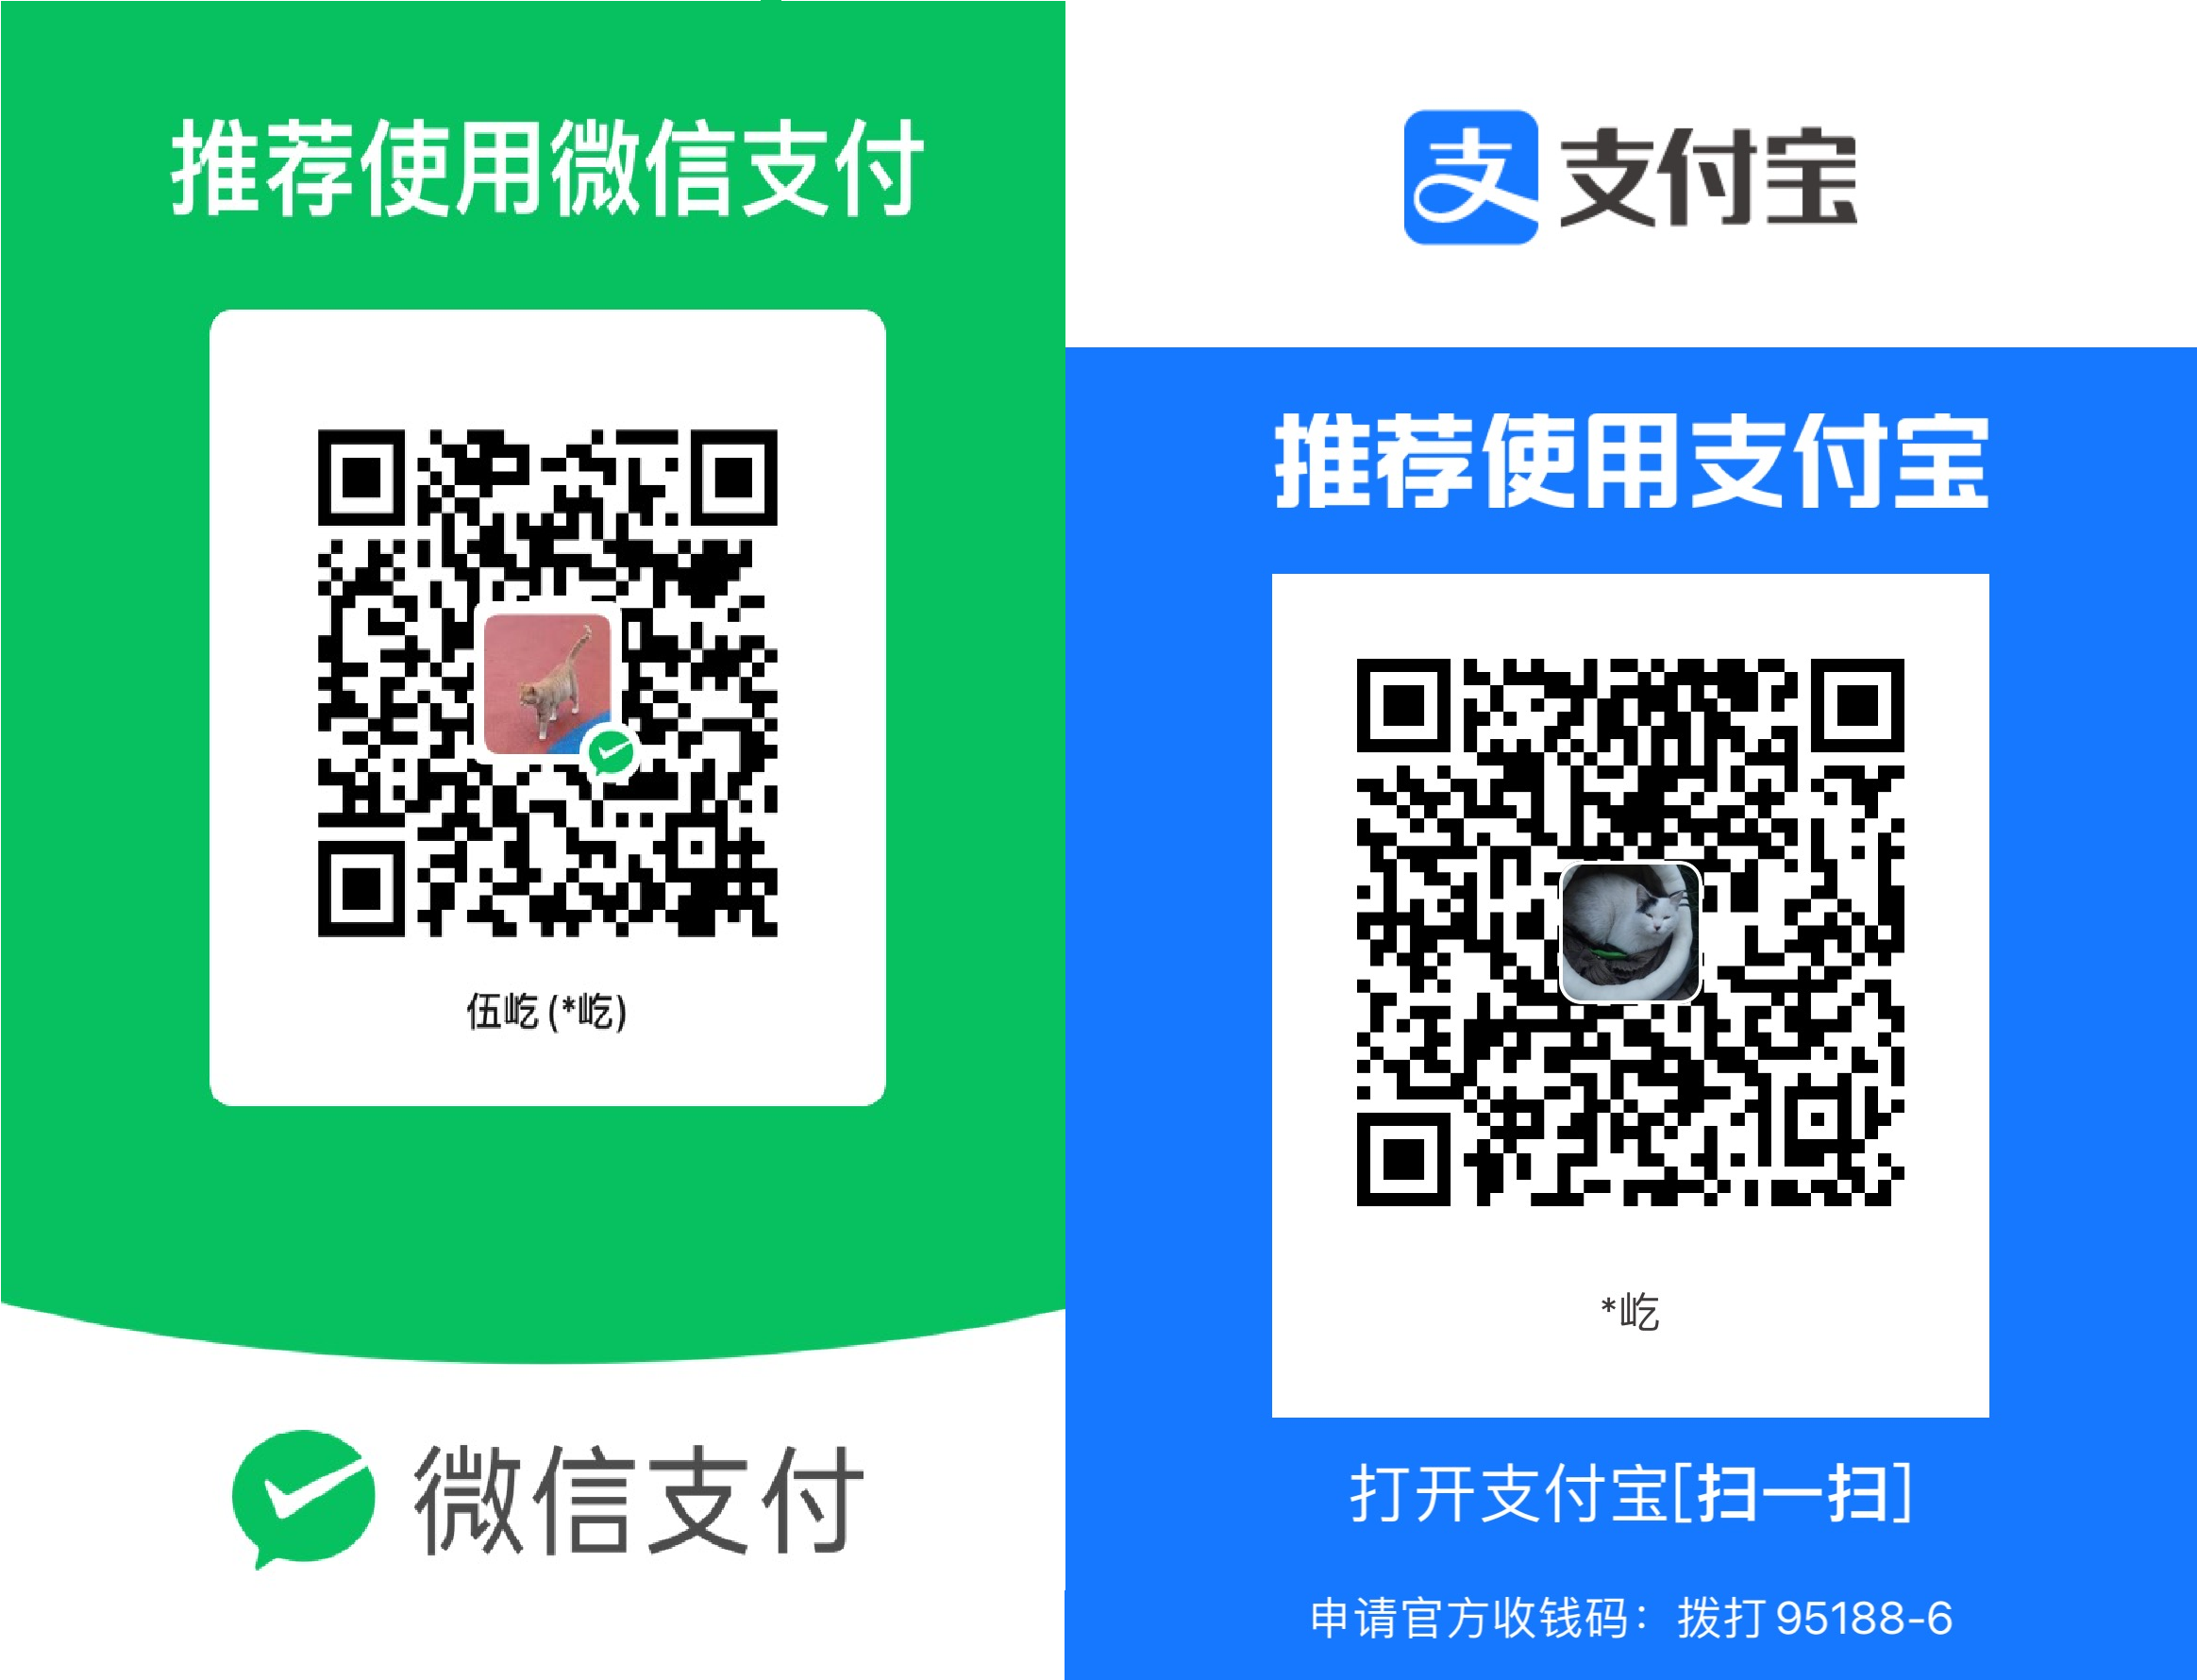 推荐使用微信支付
伍屹 (*屹)
微信支付
支 支付宝
推荐使用支付宝
*屹
打开支付宝[扫一扫]
申请官方收钱码：拨打 95188-6